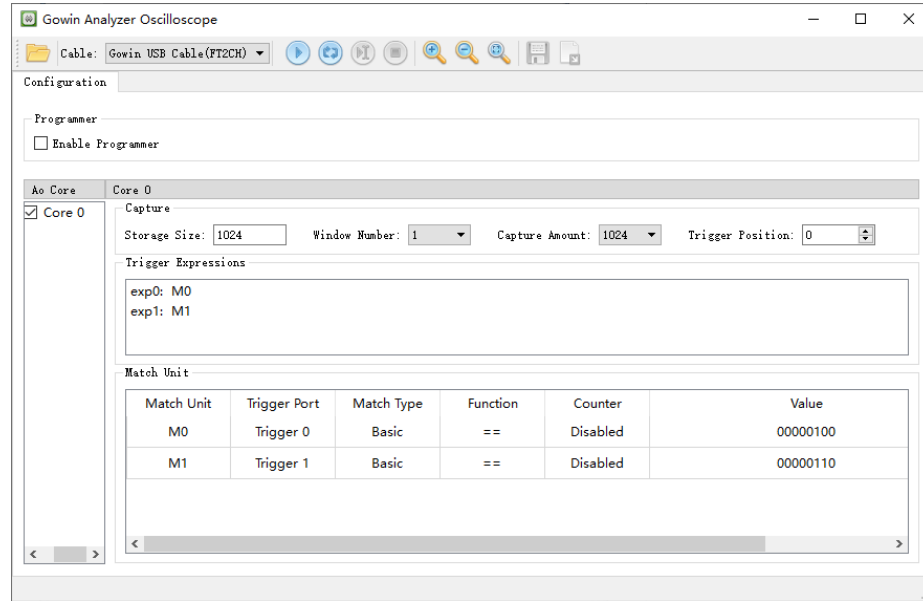 Gowin Analyzer Oscilloscope
Cable: Gowin USB Cable(FT2CH)
Configuration
Programmer
Enable Programmer
Ao Core Core 0
Core 0
Capture
Storage Size: 1024 Window Number: 1 Capture Amount: 1024 Trigger Position: 0
Trigger Expressions
exp0: M0
exp1: M1
Match Unit
Match Unit Trigger Port Match Type Function Counter Value
M0 Trigger 0 Basic == Disabled 00000100
M1 Trigger 1 Basic == Disabled 00000110